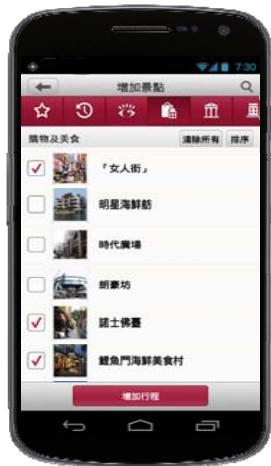 7:30
增加景點
購物及美食 清除所有 排序
「女人街」
明星海鮮舫
時代廣場
朗豪坊
諾士佛臺
鯉魚門海鮮美食村
增加行程